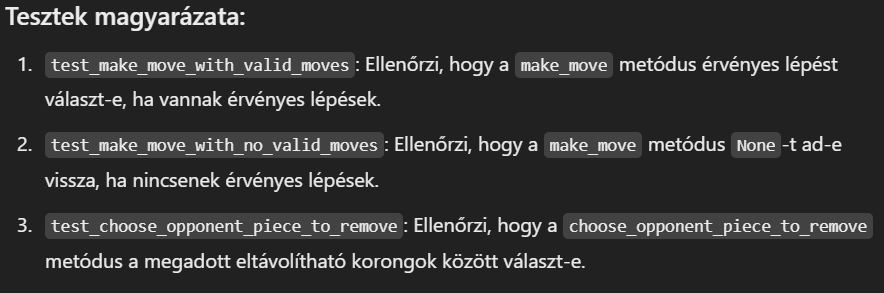 Tesztek magyarázata:
1. test_make_move_with_valid_moves: Ellenőrzi, hogy a make_move metódus érvényes lépést
választ-e, ha vannak érvényes lépések.
2. test_make_move_with_no_valid_moves: Ellenőrzi, hogy a make_move metódus None-t ad-e
vissza, ha nincsenek érvényes lépések.
3. test_choose_opponent_piece_to_remove: Ellenőrzi, hogy a choose_opponent_piece_to_remove
metódus a megadott eltávolítható korongok között választ-e.